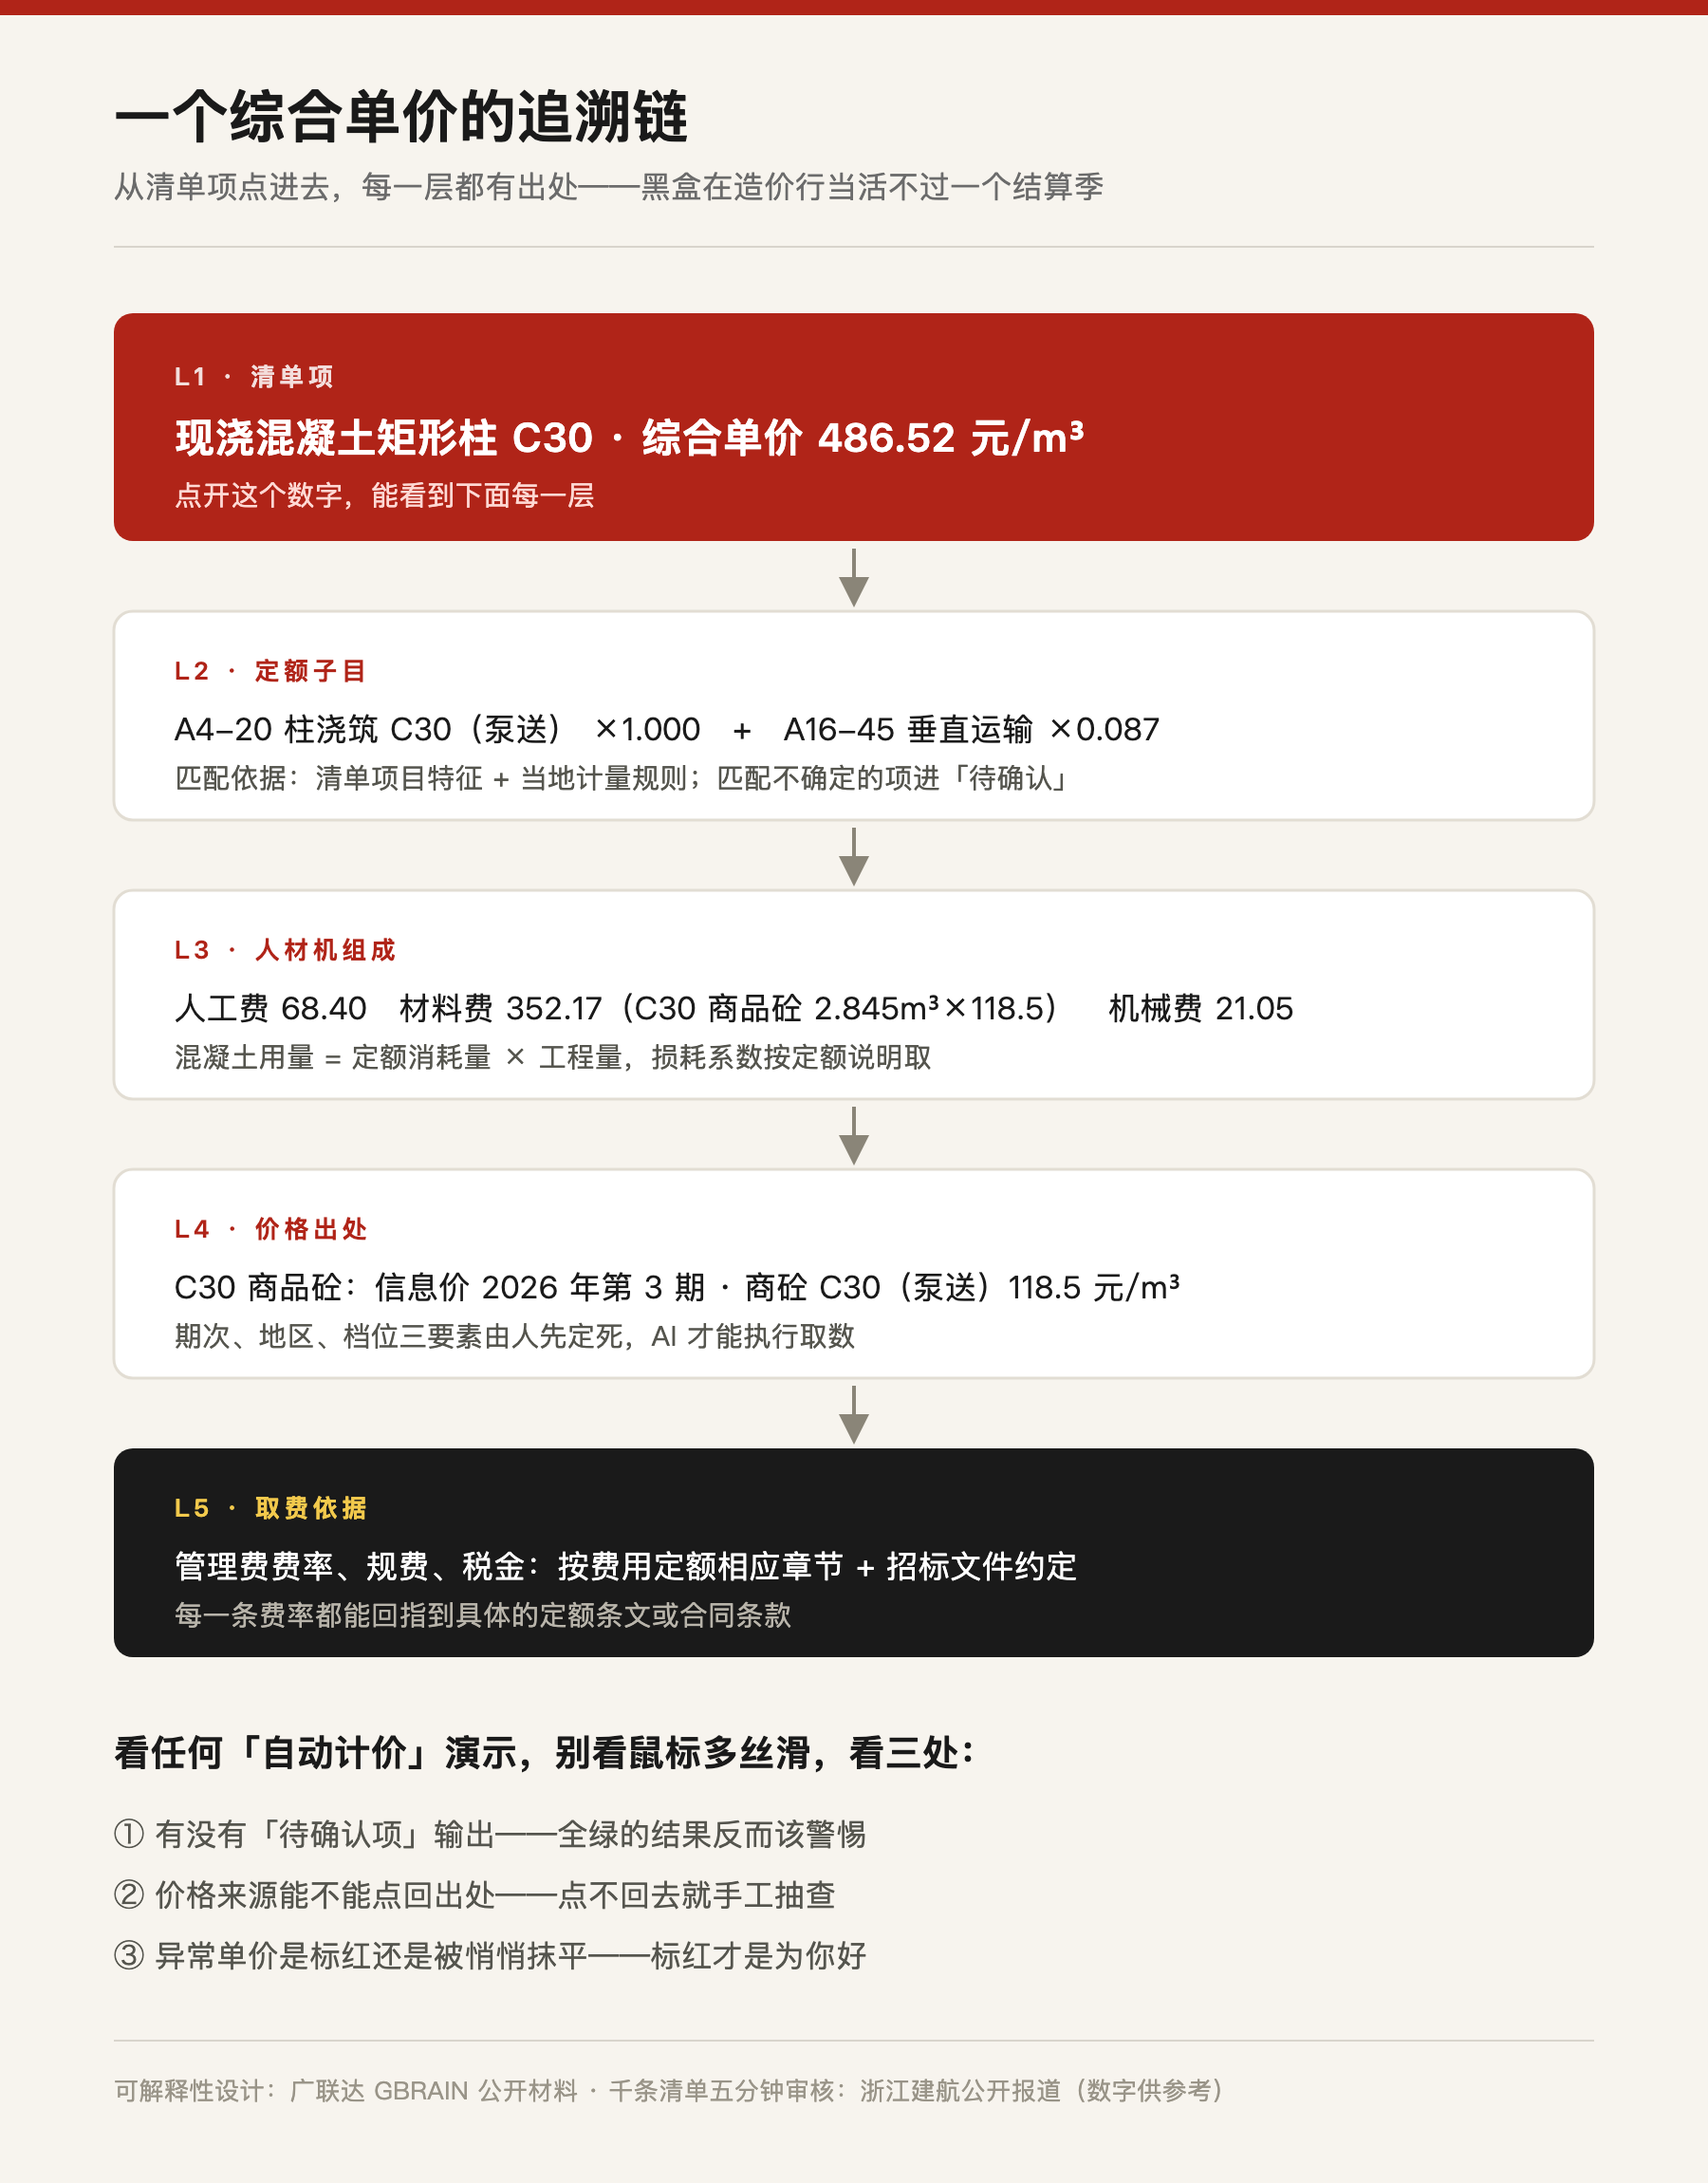 一个综合单价的追溯链
从清单项点进去，每一层都有出处——黑盒在造价行当活不过一个结算季
L1 · 清单项
现浇混凝土矩形柱 C30 · 综合单价 486.52 元/m³
点开这个数字，能看到下面每一层
L2 · 定额子目
A4-20 柱浇筑 C30（泵送） ×1.000 + A16-45 垂直运输 ×0.087
匹配依据：清单项目特征 + 当地计量规则；匹配不确定的项进「待确认」
L3 · 人材机组成
人工费 68.40 材料费 352.17（C30 商品砼 2.845m³×118.5） 机械费 21.05
混凝土用量 = 定额消耗量 × 工程量，损耗系数按定额说明取
L4 · 价格出处
C30 商品砼：信息价 2026 年第 3 期 · 商砼 C30（泵送）118.5 元/m³
期次、地区、档位三要素由人先定死，AI 才能执行取数
L5 · 取费依据
管理费费率、规费、税金：按费用定额相应章节 + 招标文件约定
每一条费率都能回指到具体的定额条文或合同条款
看任何「自动计价」演示，别看鼠标多丝滑，看三处：
① 有没有「待确认项」输出——全绿的结果反而该警惕
② 价格来源能不能点回出处——点不回去就手工抽查
③ 异常单价是标红还是被悄悄抹平——标红才是为你好
可解释性设计：广联达 GBRAIN 公开材料 · 千条清单五分钟审核：浙江建航公开报道（数字供参考）